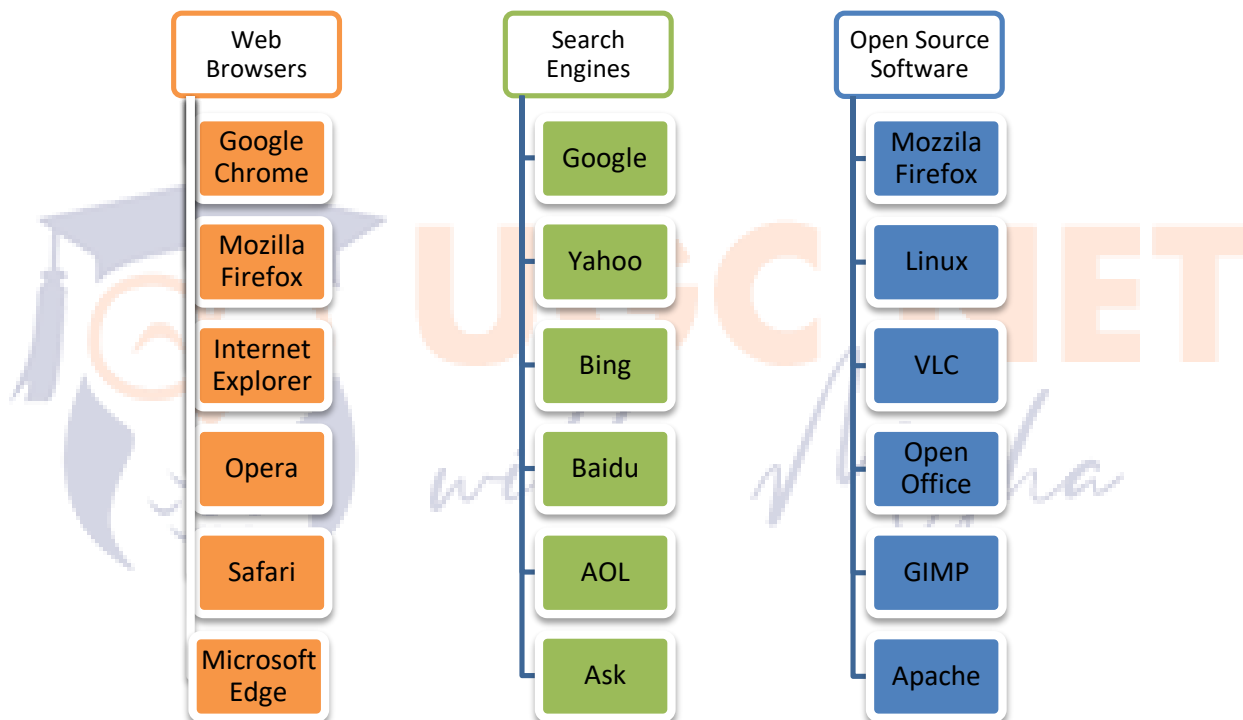 Web
Browsers
Google
Chrome
Mozilla
Firefox
Internet
Explorer
Opera
Safari
Microsoft
Edge
Search
Engines
Google
Yahoo
Bing
Baidu
AOL
Ask
Open Source
Software
Mozzila
Firefox
Linux
VLC
Open
Office
GIMP
Apache